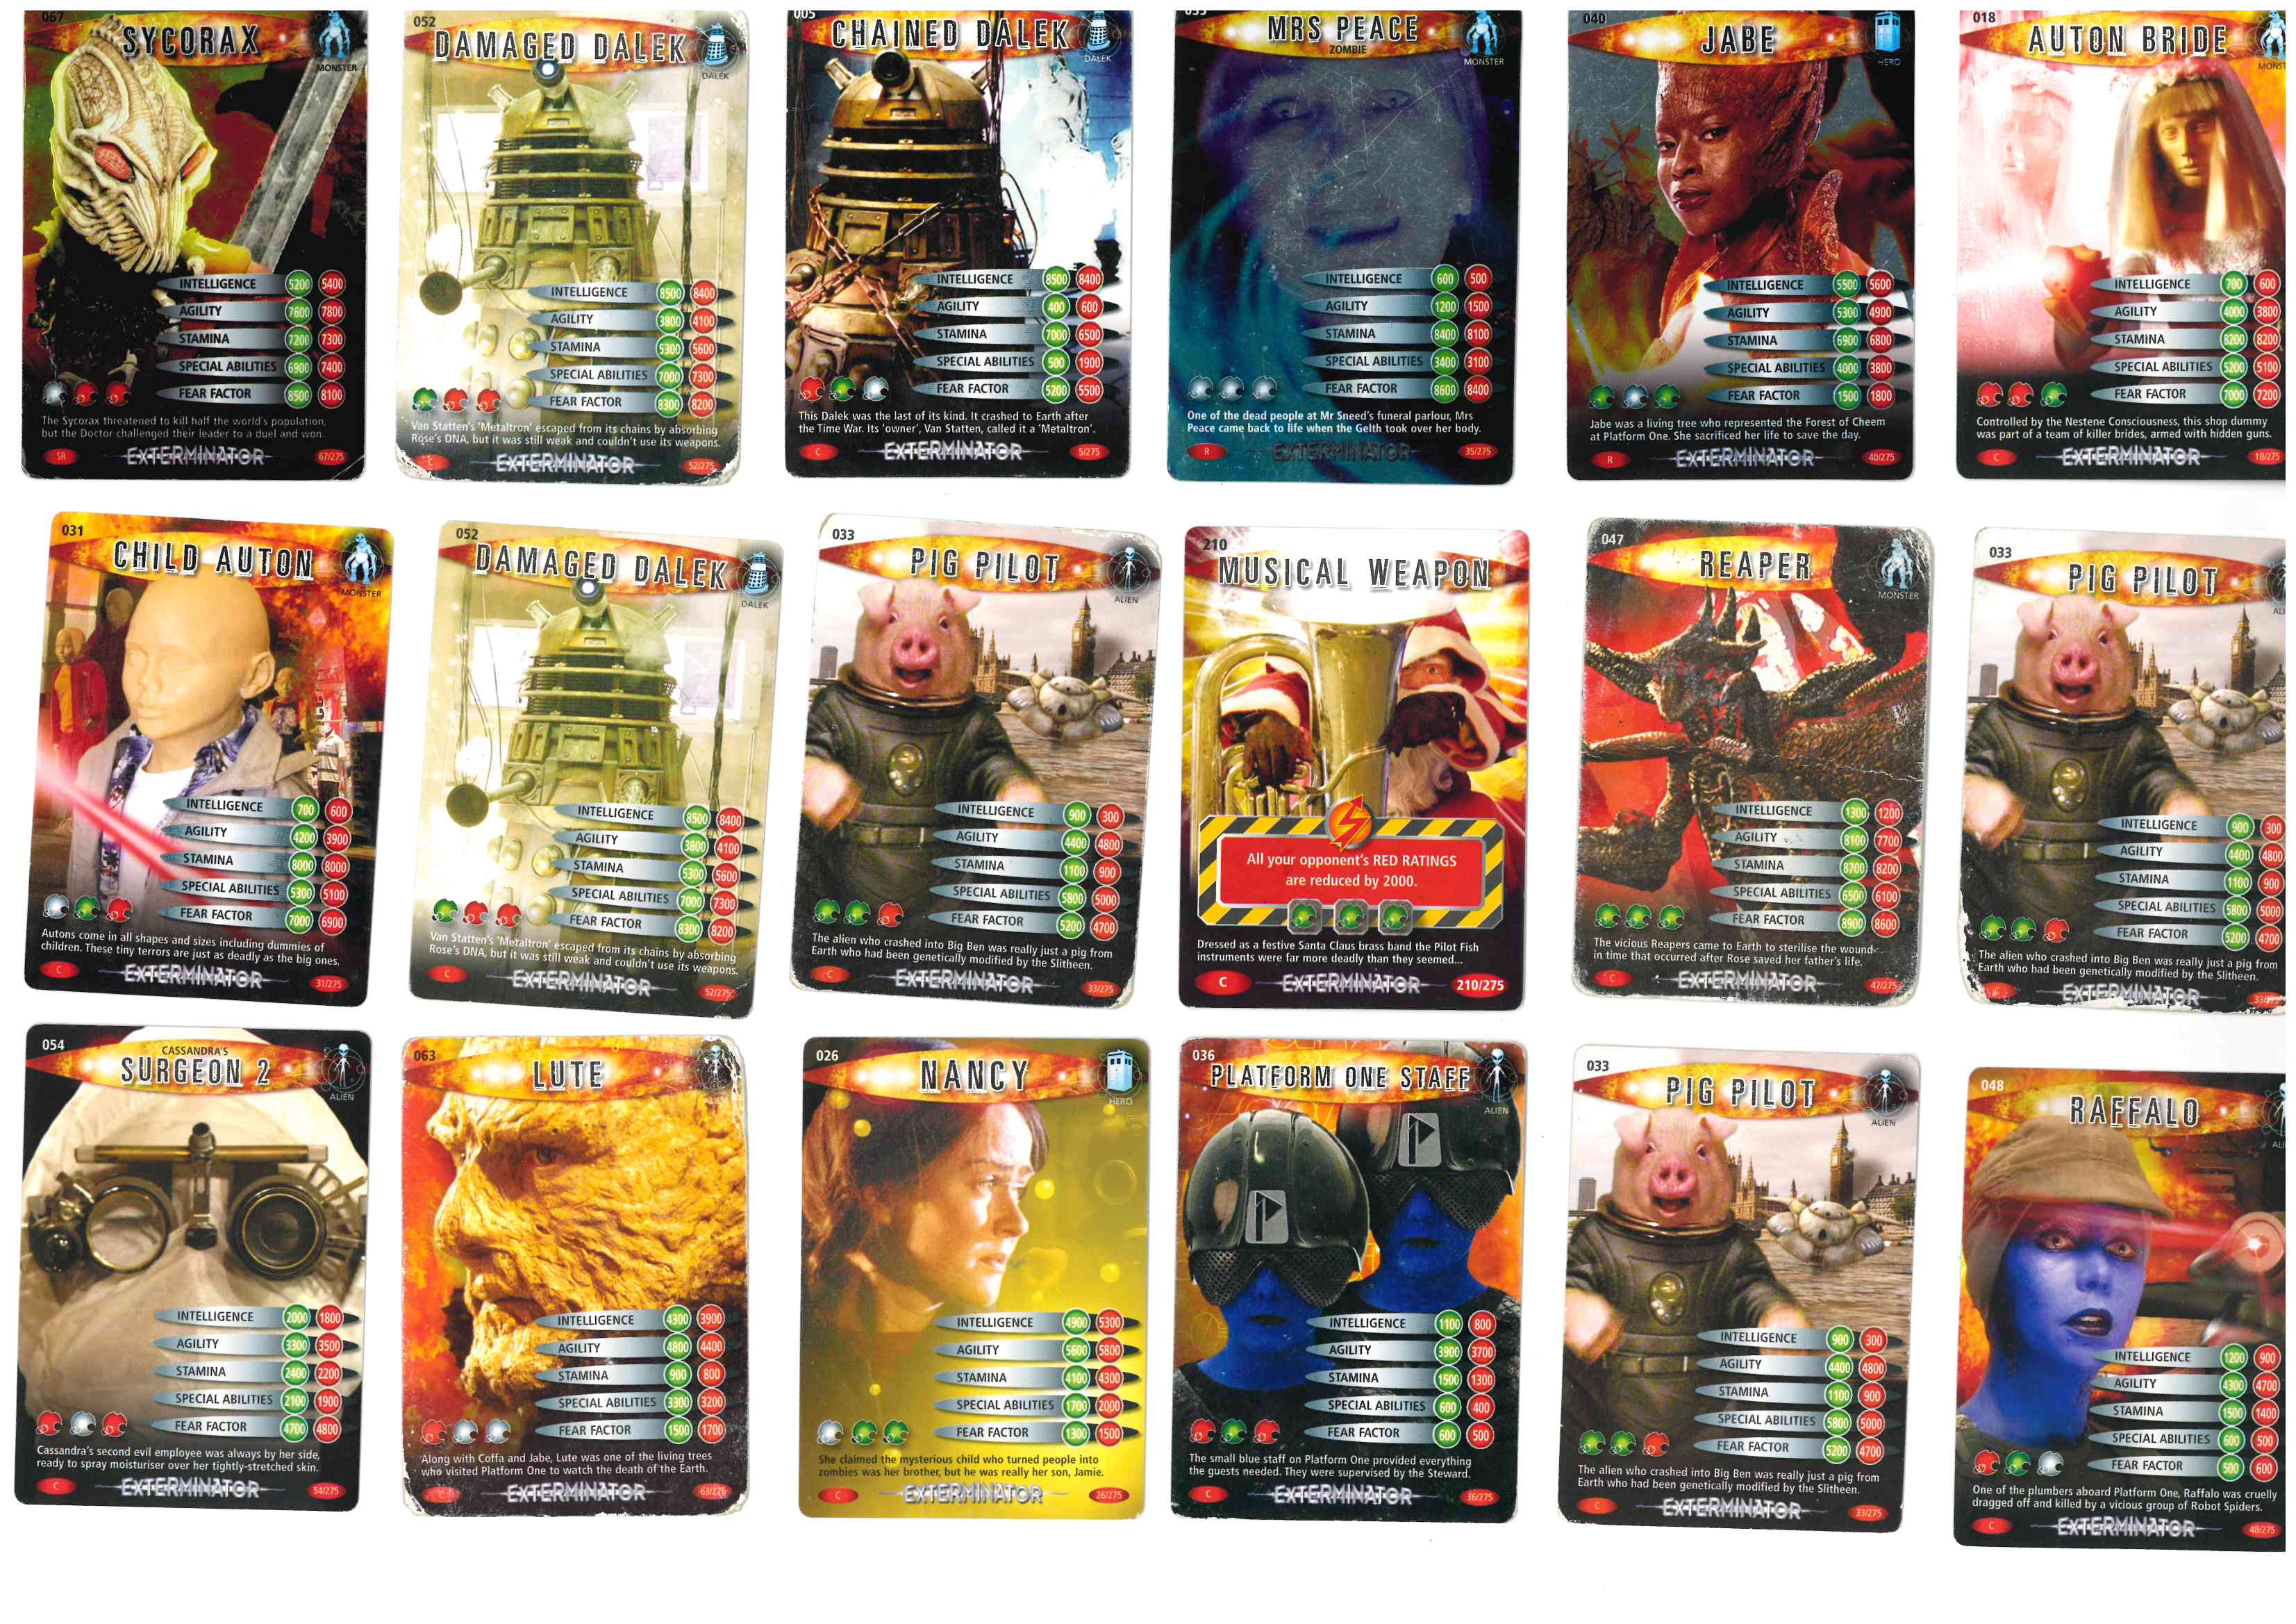 067
SYCORAX
MONSTER
INTELLIGENCE 5200 5400
AGILITY 7600 7800
STAMINA 7200 7300
SPECIAL ABILITIES 6900 7400
FEAR FACTOR 8500 8100
The Sycorax threatened to kill half the world's population,
but the Doctor challenged their leader to a duel and won.
SR EXTERMINATOR 67/275
052
DAMAGED DALEK
DALEK
INTELLIGENCE 8500 8400
AGILITY 3800 4100
STAMINA 5300 5600
SPECIAL ABILITIES 7000 7300
FEAR FACTOR 8300 8200
Van Statten's 'Metaltron' escaped from its chains by absorbing
Rose's DNA, but it was still weak and couldn't use its weapons.
C EXTERMINATOR 52/275
005
CHAINED DALEK
DALEK
INTELLIGENCE 8500 8400
AGILITY 400 600
STAMINA 7000 6500
SPECIAL ABILITIES 500 1900
FEAR FACTOR 5200 5500
This Dalek was the last of its kind. It crashed to Earth after
the Time War. Its 'owner', Van Statten, called it a 'Metaltron'.
C EXTERMINATOR 5/275
035
MRS PEACE
ZOMBIE
MONSTER
INTELLIGENCE 600 500
AGILITY 1200 1500
STAMINA 8400 8100
SPECIAL ABILITIES 3400 3100
FEAR FACTOR 8600 8400
One of the dead people at Mr Sneed's funeral parlour, Mrs
Peace came back to life when the Gelth took over her body.
R EXTERMINATOR 35/275
040
JABE
HERO
INTELLIGENCE 5500 5600
AGILITY 5300 4900
STAMINA 6900 6800
SPECIAL ABILITIES 4000 3800
FEAR FACTOR 1500 1800
Jabe was a living tree who represented the Forest of Cheem
at Platform One. She sacrificed her life to save the day.
R EXTERMINATOR 40/275
018
AUTON BRIDE
MONST
INTELLIGENCE 700 600
AGILITY 4000 3800
STAMINA 8200 8200
SPECIAL ABILITIES 5200 5100
FEAR FACTOR 7000 7200
Controlled by the Nestene Consciousness, this shop dummy
was part of a team of killer brides, armed with hidden guns.
C EXTERMINATOR 18/275
031
CHILD AUTON
MONSTER
INTELLIGENCE 700 600
AGILITY 4200 3900
STAMINA 8000 8000
SPECIAL ABILITIES 5300 5100
FEAR FACTOR 7000 6900
Autons come in all shapes and sizes including dummies of
children. These tiny terrors are just as deadly as the big ones.
C EXTERMINATOR 31/275
052
DAMAGED DALEK
DALEK
INTELLIGENCE 8500 8400
AGILITY 3800 4100
STAMINA 5300 5600
SPECIAL ABILITIES 7000 7300
FEAR FACTOR 8300 8200
Van Statten's 'Metaltron' escaped from its chains by absorbing
Rose's DNA, but it was still weak and couldn't use its weapons.
C EXTERMINATOR 52/275
033
PIG PILOT
ALIEN
INTELLIGENCE 900 300
AGILITY 4400 4800
STAMINA 1100 900
SPECIAL ABILITIES 5800 5000
FEAR FACTOR 5200 4700
The alien who crashed into Big Ben was really just a pig from
Earth who had been genetically modified by the Slitheen.
C EXTERMINATOR 33/275
210
MUSICAL WEAPON
All your opponent's RED RATINGS
are reduced by 2000.
Dressed as a festive Santa Claus brass band the Pilot Fish
instruments were far more deadly than they seemed...
C EXTERMINATOR 210/275
047
REAPER
MONSTER
INTELLIGENCE 1300 1200
AGILITY 8100 7700
STAMINA 8700 8200
SPECIAL ABILITIES 6500 6100
FEAR FACTOR 8900 8600
The vicious Reapers came to Earth to sterilise the wound
in time that occurred after Rose saved her father's life.
C EXTERMINATOR 47/275
033
PIG PILOT
ALI
INTELLIGENCE 900 300
AGILITY 4400 4800
STAMINA 1100 900
SPECIAL ABILITIES 5800 5000
FEAR FACTOR 5200 4700
The alien who crashed into Big Ben was really just a pig from
Earth who had been genetically modified by the Slitheen.
EXTERMINATOR 33/275
054
CASSANDRA'S
SURGEON 2
ALIEN
INTELLIGENCE 2000 1800
AGILITY 3300 3500
STAMINA 2400 2200
SPECIAL ABILITIES 2100 1900
FEAR FACTOR 4700 4800
Cassandra's second evil employee was always by her side,
ready to spray moisturiser over her tightly-stretched skin.
C EXTERMINATOR 54/275
063
LUTE
ALIEN
INTELLIGENCE 4300 3900
AGILITY 4800 4400
STAMINA 900 800
SPECIAL ABILITIES 3300 3200
FEAR FACTOR 1500 1700
Along with Coffa and Jabe, Lute was one of the living trees
who visited Platform One to watch the death of the Earth.
C EXTERMINATOR 63/275
026
NANCY
HERO
INTELLIGENCE 4900 5300
AGILITY 5600 5800
STAMINA 4100 4300
SPECIAL ABILITIES 1700 2000
FEAR FACTOR 1300 1500
She claimed the mysterious child who turned people into
zombies was her brother, but he was really her son, Jamie.
C EXTERMINATOR 26/275
036
PLATFORM ONE STAFF
ALIEN
INTELLIGENCE 1100 800
AGILITY 3900 3700
STAMINA 1500 1300
SPECIAL ABILITIES 600 400
FEAR FACTOR 600 500
The small blue staff on Platform One provided everything
the guests needed. They were supervised by the Steward.
C EXTERMINATOR 36/275
033
PIG PILOT
ALIEN
INTELLIGENCE 900 300
AGILITY 4400 4800
STAMINA 1100 900
SPECIAL ABILITIES 5800 5000
FEAR FACTOR 5200 4700
The alien who crashed into Big Ben was really just a pig from
Earth who had been genetically modified by the Slitheen.
C EXTERMINATOR 33/275
048
RAFFALO
ALI
INTELLIGENCE 1200 900
AGILITY 4300 4700
STAMINA 1500 1400
SPECIAL ABILITIES 600 500
FEAR FACTOR 500 600
One of the plumbers aboard Platform One, Raffalo was cruelly
dragged off and killed by a vicious group of Robot Spiders.
C EXTERMINATOR 48/275